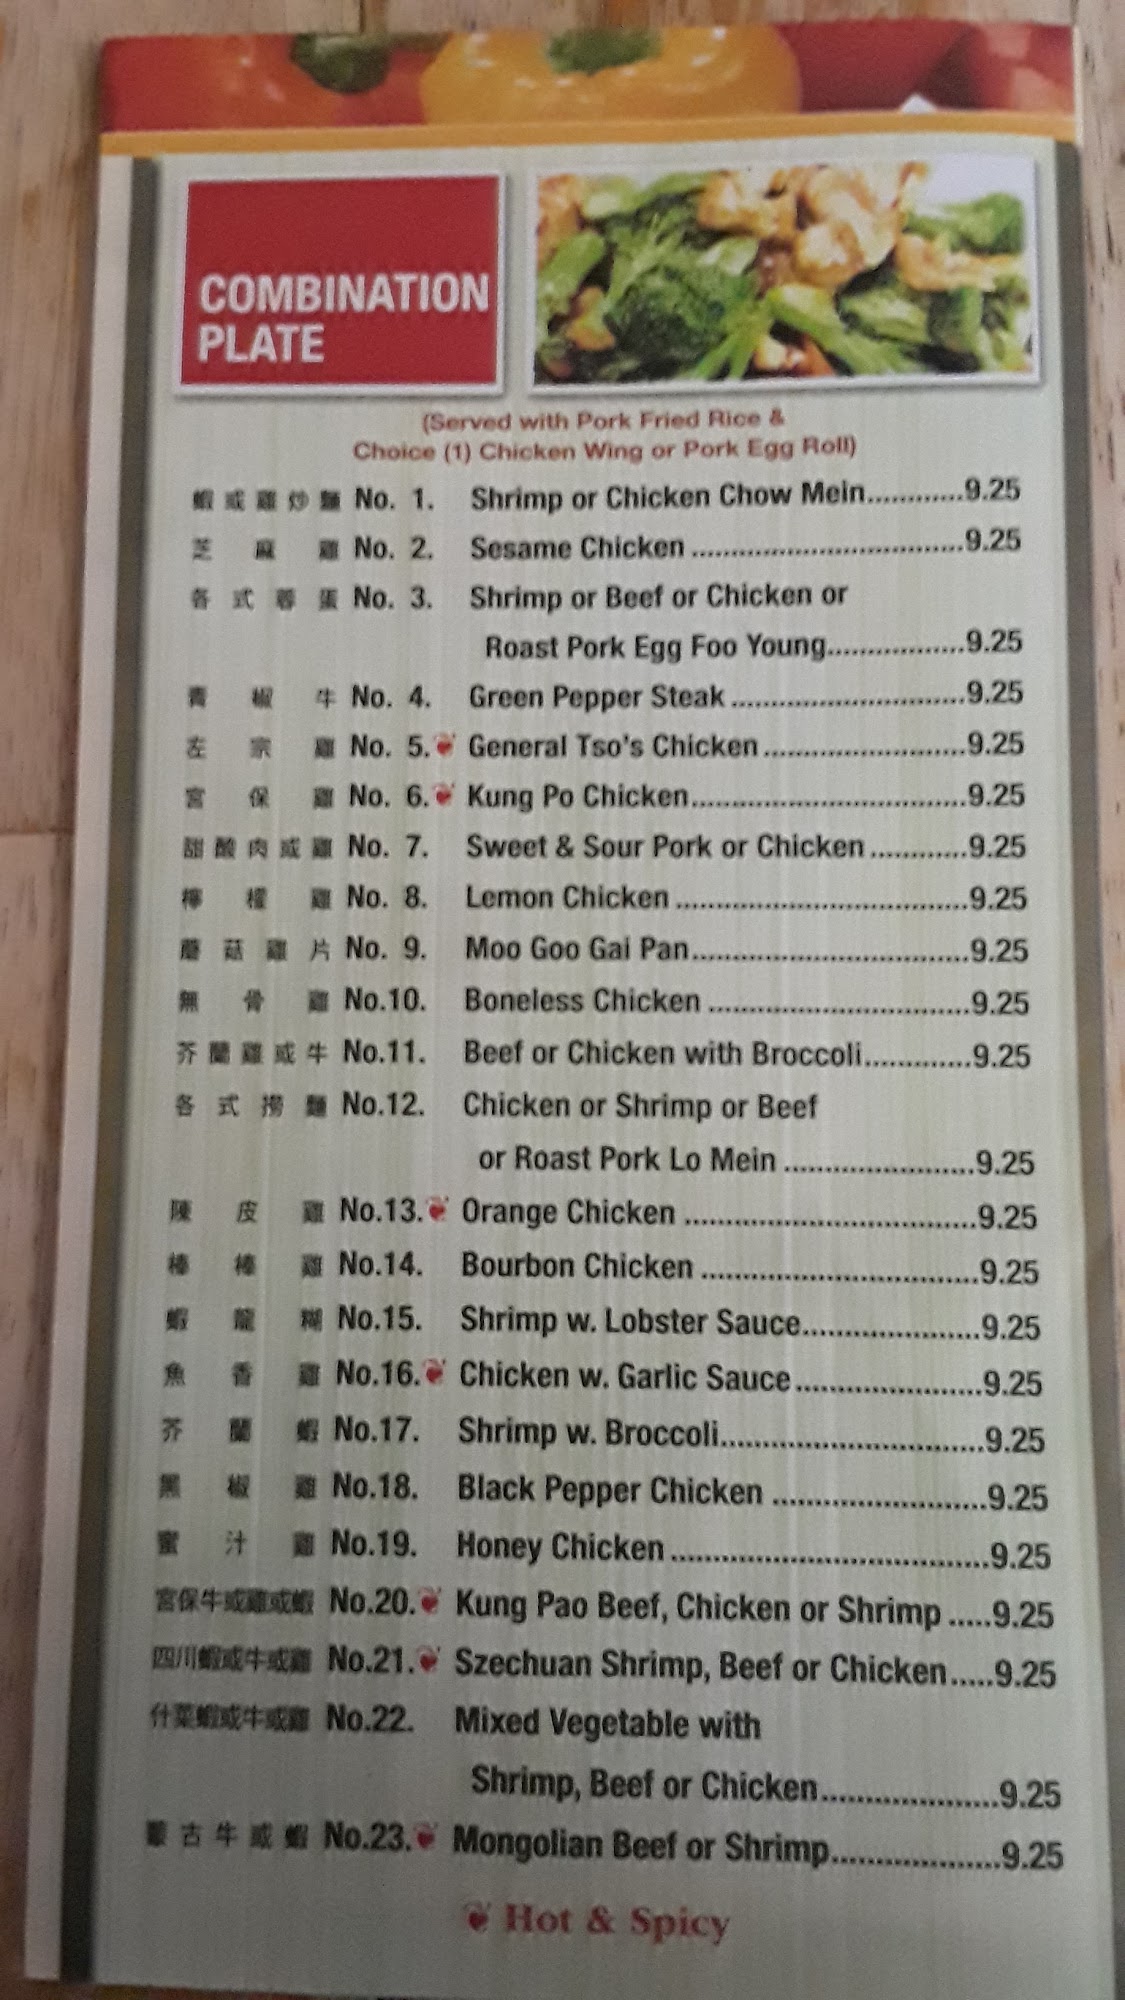 COMBINATION
PLATE
(Served with Pork Fried Rice &
Choice (1) Chicken Wing or Pork Egg Roll)
蝦或雞炒麵 No. 1. Shrimp or Chicken Chow Mein............9.25
芝麻雞 No. 2. Sesame Chicken ..................................9.25
各式蓉蛋 No. 3. Shrimp or Beef or Chicken or
Roast Pork Egg Foo Young.................9.25
青椒牛 No. 4. Green Pepper Steak .............................9.25
左宗雞 No. 5. General Tso's Chicken .........................9.25
宮保雞 No. 6. Kung Po Chicken..................................9.25
甜酸肉或雞 No. 7. Sweet & Sour Pork or Chicken ............9.25
檸檬雞 No. 8. Lemon Chicken ....................................9.25
蘑菇雞片 No. 9. Moo Goo Gai Pan..................................9.25
無骨雞 No.10. Boneless Chicken ................................9.25
芥蘭雞或牛 No.11. Beef or Chicken with Broccoli.............9.25
各式撈麵 No.12. Chicken or Shrimp or Beef
or Roast Pork Lo Mein .......................9.25
陳皮雞 No.13. Orange Chicken ...................................9.25
棒棒雞 No.14. Bourbon Chicken .................................9.25
蝦龍糊 No.15. Shrimp w. Lobster Sauce.....................9.25
魚香雞 No.16. Chicken w. Garlic Sauce ......................9.25
芥蘭蝦 No.17. Shrimp w. Broccoli................................9.25
黑椒雞 No.18. Black Pepper Chicken .........................9.25
蜜汁雞 No.19. Honey Chicken ......................................9.25
宮保牛或雞或蝦 No.20. Kung Pao Beef, Chicken or Shrimp .....9.25
四川蝦或牛或雞 No.21. Szechuan Shrimp, Beef or Chicken.....9.25
什菜蝦或牛或雞 No.22. Mixed Vegetable with
Shrimp, Beef or Chicken.....................9.25
蒙古牛或蝦 No.23. Mongolian Beef or Shrimp....................9.25
Hot & Spicy